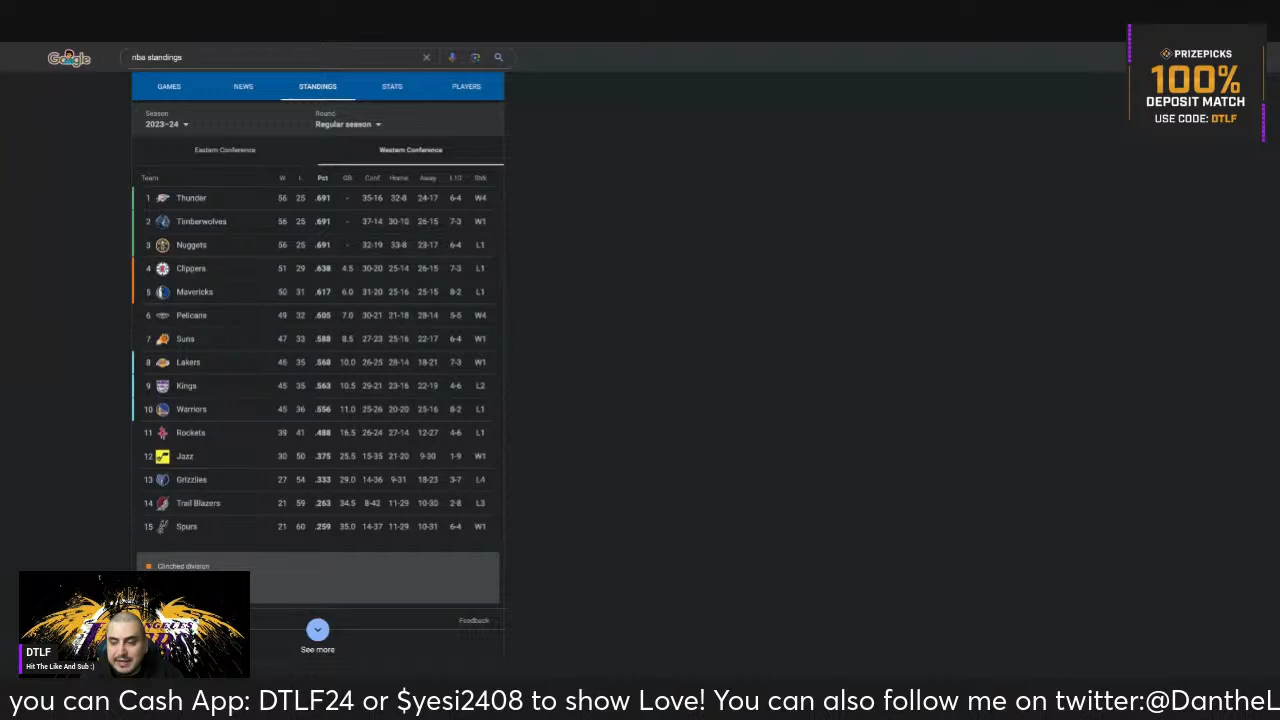 Google
nba standings
PRIZEPICKS
100%
DEPOSIT MATCH
USE CODE: DTLF
GAMES NEWS STANDINGS STATS PLAYERS
Season Round
2023-24 Regular season
Eastern Conference Western Conference
Team W L Pct GB Conf Home Away L10 Strk
1 Thunder 56 25 .691 - 35-16 32-8 24-17 6-4 W4
2 Timberwolves 56 25 .691 - 37-14 30-10 26-15 7-3 W1
3 Nuggets 56 25 .691 - 32-19 33-8 23-17 6-4 L1
4 Clippers 51 29 .638 4.5 30-20 25-14 26-15 7-3 L1
5 Mavericks 50 31 .617 6.0 31-20 25-16 25-15 8-2 L1
6 Pelicans 49 32 .605 7.0 30-21 21-18 28-14 5-5 W4
7 Suns 47 33 .588 8.5 27-23 25-16 22-17 6-4 W1
8 Lakers 46 35 .568 10.0 26-25 28-14 18-21 7-3 W1
9 Kings 45 35 .563 10.5 29-21 23-16 22-19 4-6 L2
10 Warriors 45 36 .556 11.0 25-26 20-20 25-16 8-2 L1
11 Rockets 39 41 .488 16.5 26-24 27-14 12-27 4-6 L1
12 Jazz 30 50 .375 25.5 15-35 21-20 9-30 1-9 W1
13 Grizzlies 27 54 .333 29.0 14-36 9-31 18-23 3-7 L4
14 Trail Blazers 21 59 .263 34.5 8-42 11-29 10-30 2-8 L3
15 Spurs 21 60 .259 35.0 14-37 11-29 10-31 6-4 W1
Clinched division
Feedback
See more
DTLF
Hit The Like And Sub :)
you can Cash App: DTLF24 or $yesi2408 to show Love! You can also follow me on twitter:@DantheL